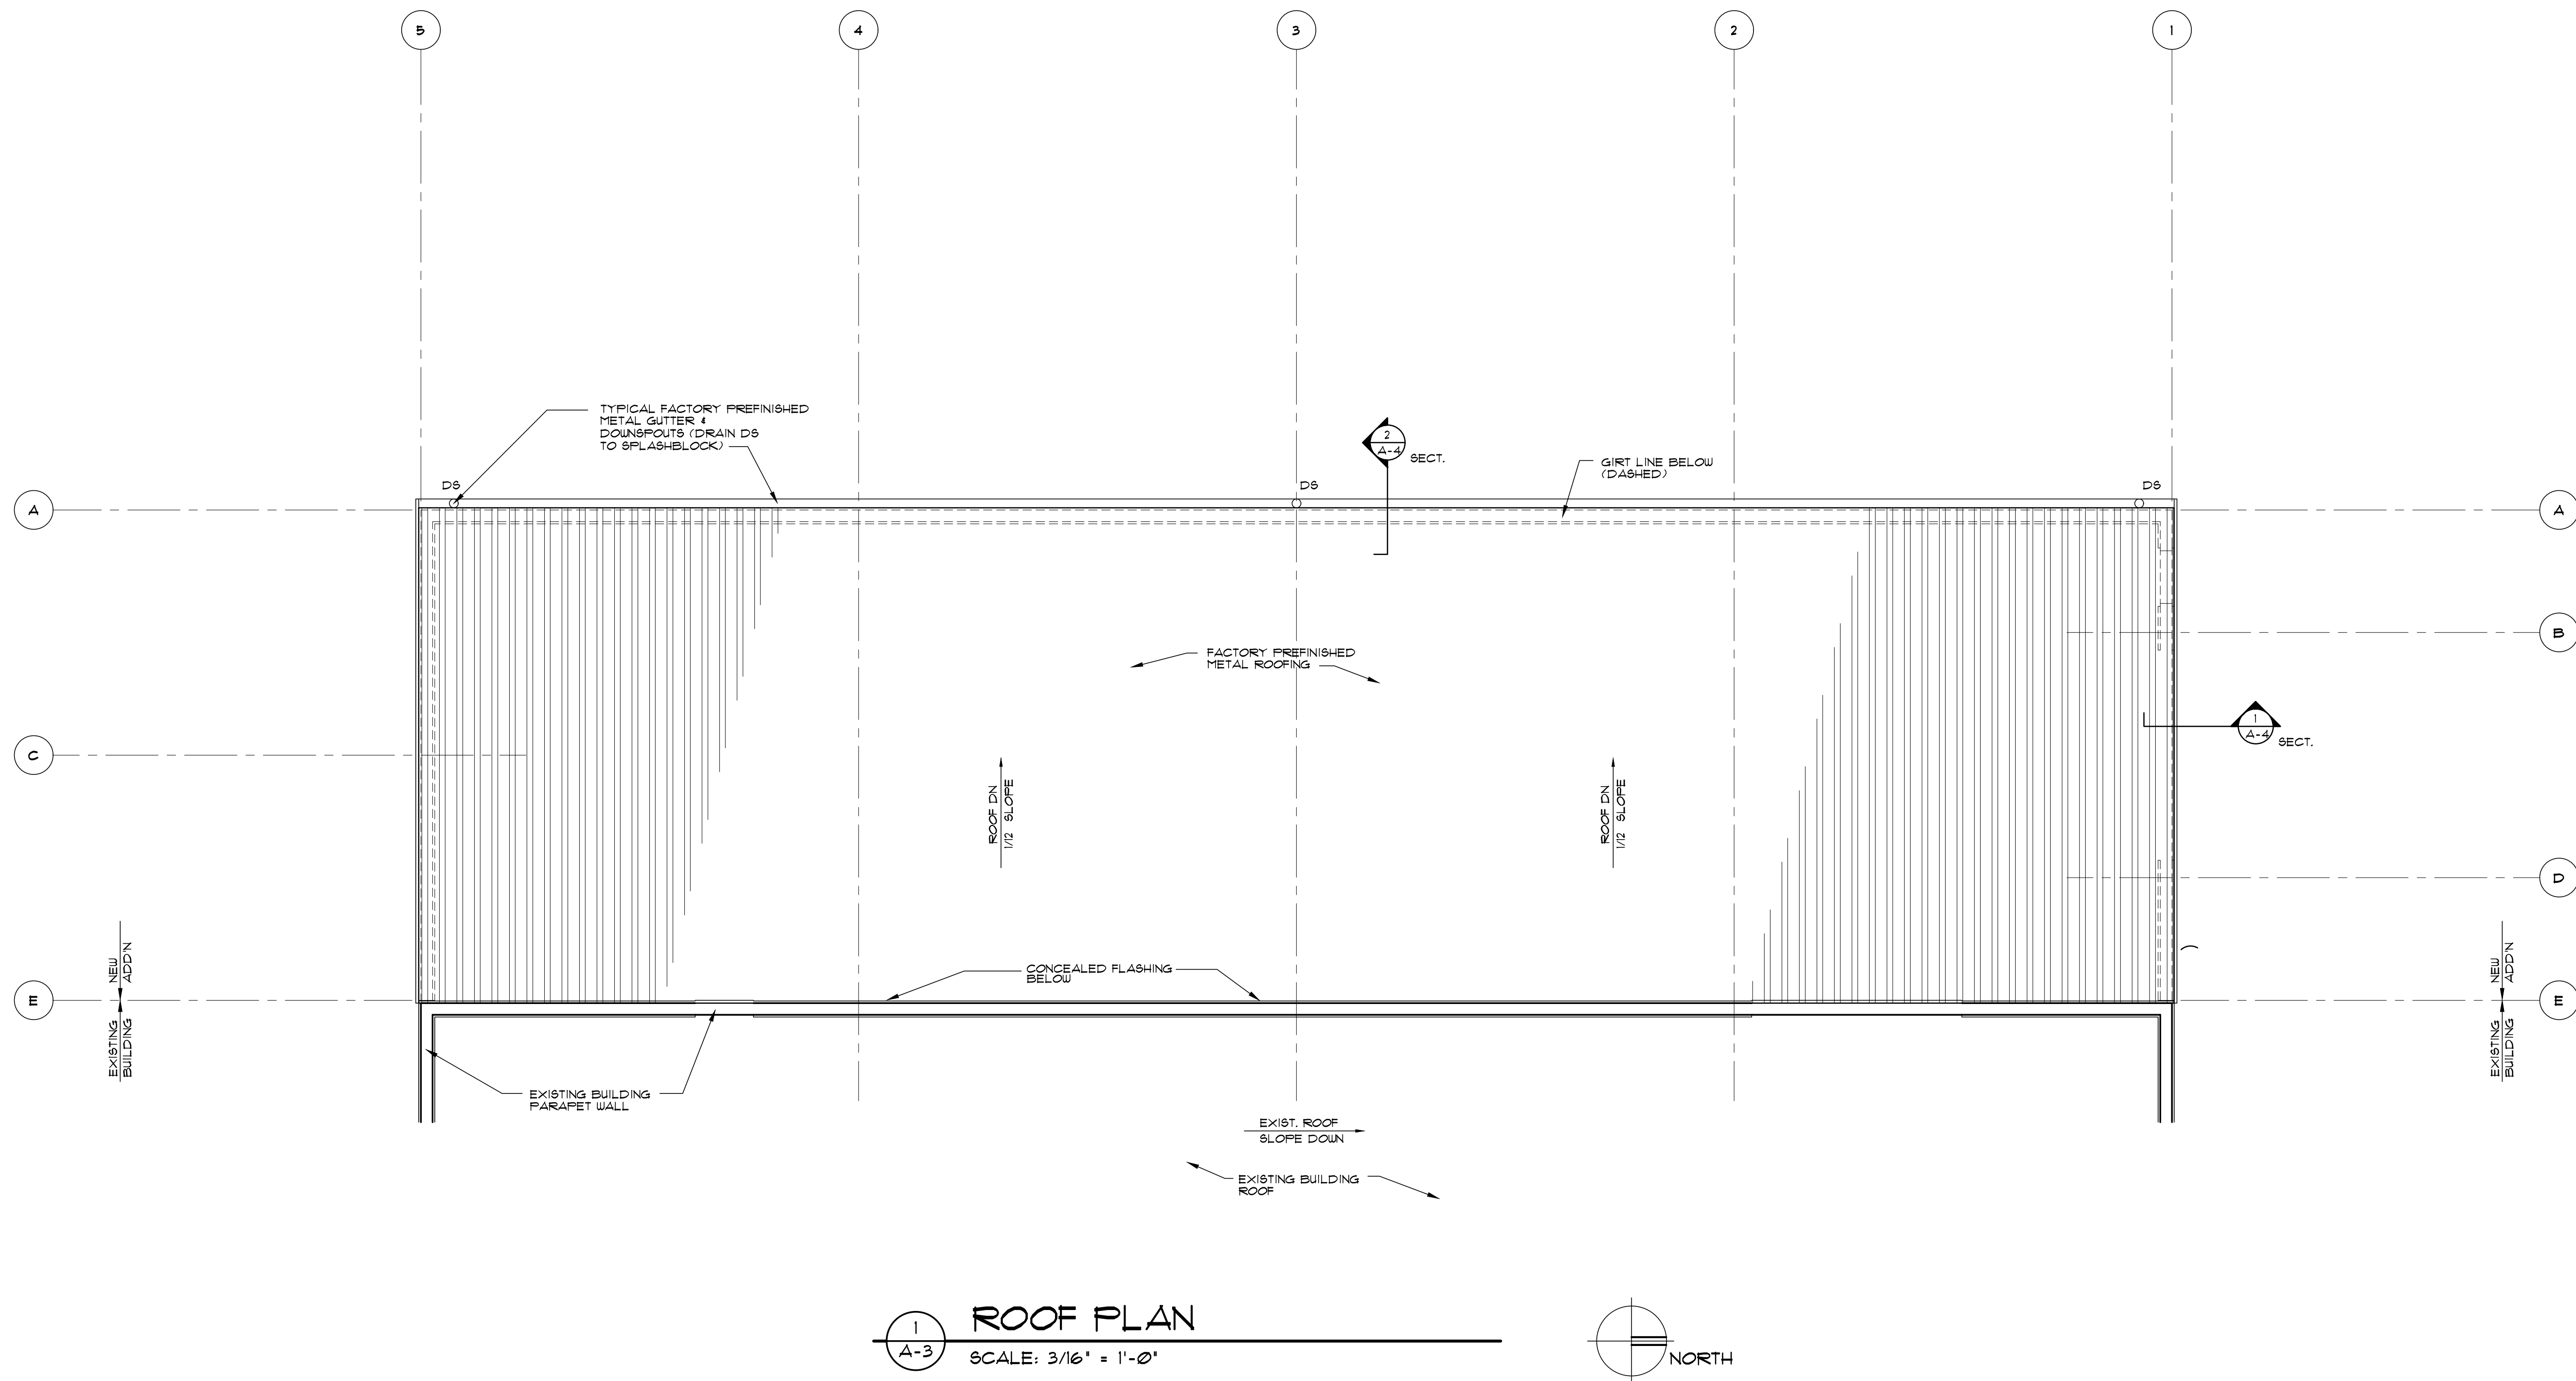 5
4
3
2
1
TYPICAL FACTORY PREFINISHED
METAL GUTTER &
DOWNSPOUTS (DRAIN DS
TO SPLASHBLOCK)
2
A-4
SECT.
GIRT LINE BELOW
(DASHED)
DS
DS
DS
A
A
B
FACTORY PREFINISHED
METAL ROOFING
1
A-4
SECT.
C
ROOF DN
1/12 SLOPE
ROOF DN
1/12 SLOPE
D
NEW
ADD'N
CONCEALED FLASHING
BELOW
NEW
ADD'N
E
E
EXISTING
BUILDING
EXISTING
BUILDING
EXISTING BUILDING
PARAPET WALL
EXIST. ROOF
SLOPE DOWN
EXISTING BUILDING
ROOF
1
A-3
ROOF PLAN
SCALE: 3/16" = 1'-0"
NORTH